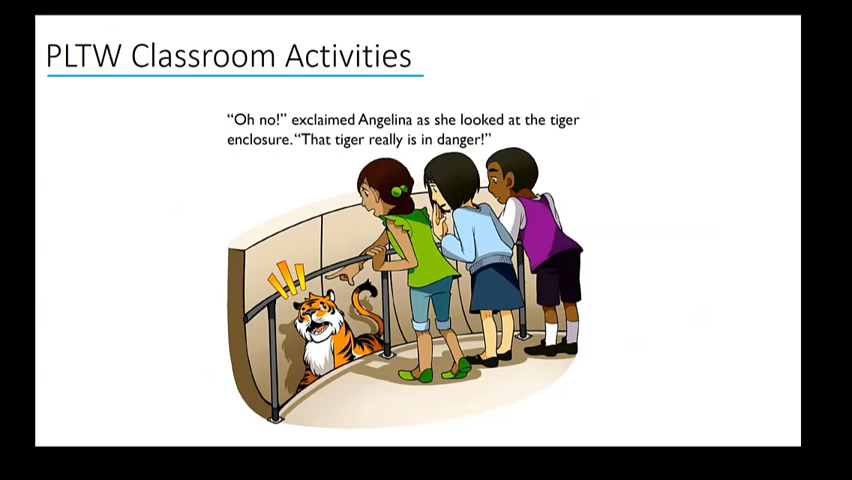 PLTW Classroom Activities
“Oh no!” exclaimed Angelina as she looked at the tiger
enclosure. “That tiger really is in danger!”